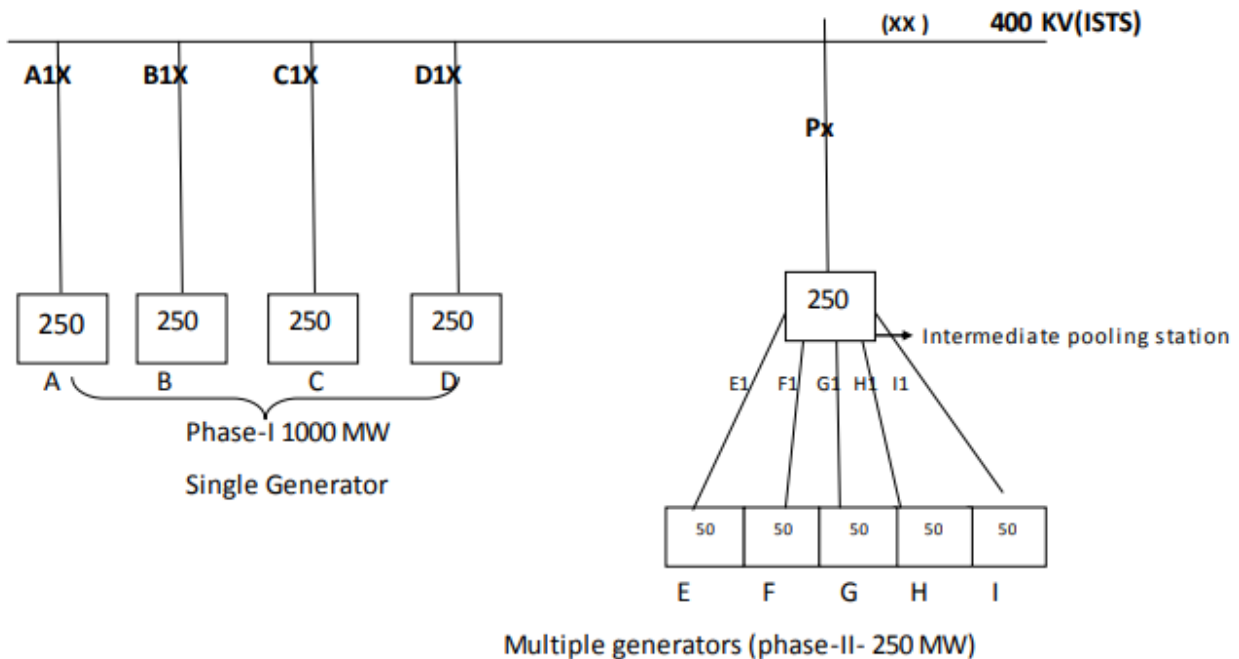 (XX ) 400 KV(ISTS)
A1X B1X C1X D1X
Px
250 250 250 250 250
Intermediate pooling station
A B C D
E1 F1 G1 H1 I1
Phase-I 1000 MW
Single Generator
50 50 50 50 50
E F G H I
Multiple generators (phase-II- 250 MW)